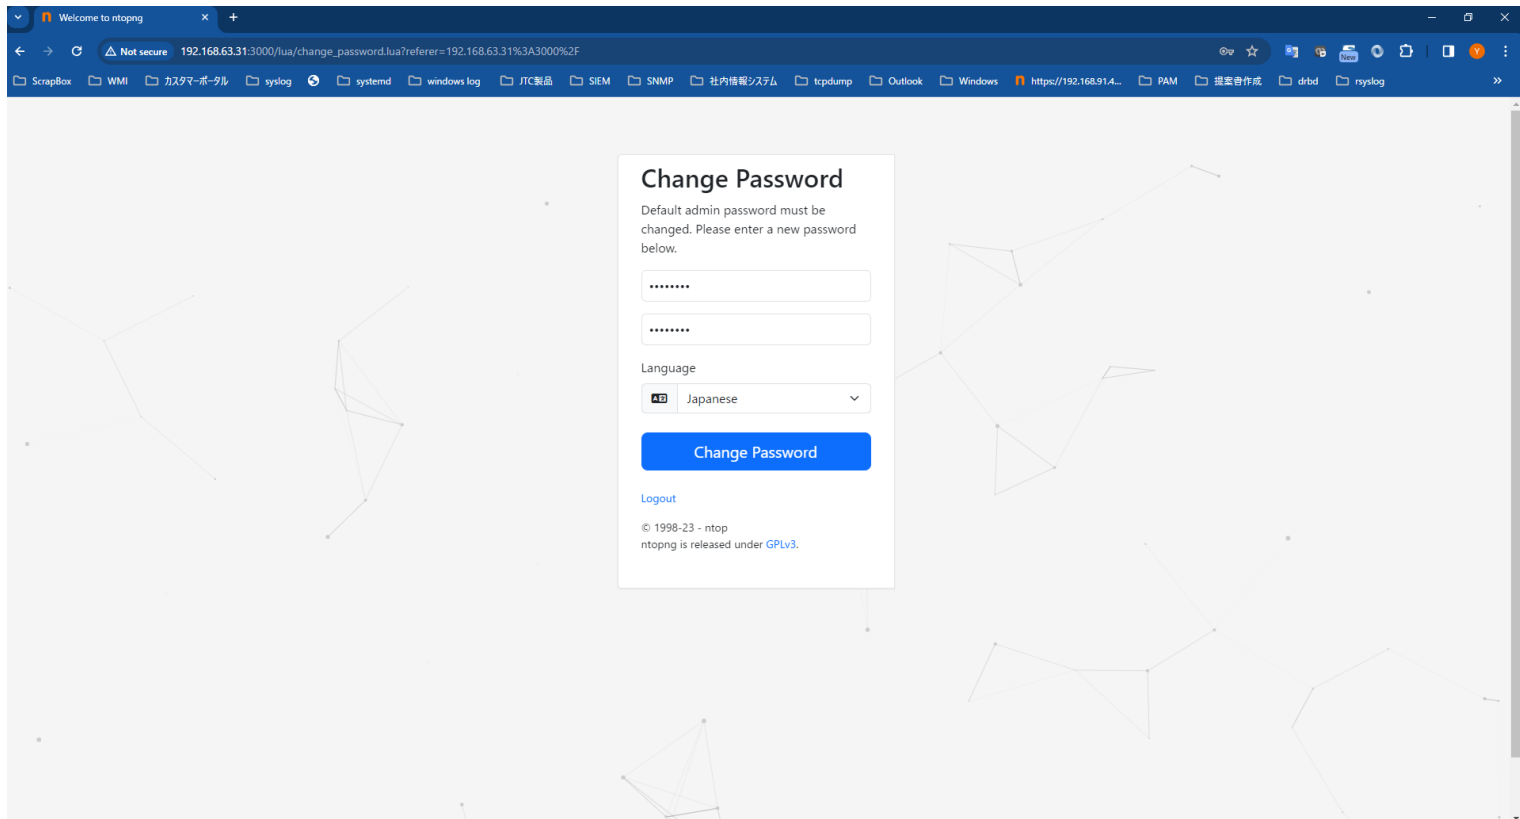 Welcome to ntopng
Not secure 192.168.63.31:3000/lua/change_password.lua?referer=192.168.63.31%3A3000%2F
New
Y
ScrapBox WMI カスタマーポータル syslog systemd windows log JTC製品 SIEM SNMP 社内情報システム tcpdump Outlook Windows https://192.168.91.4... PAM 提案書作成 drbd rsyslog »
Change Password
Default admin password must be
changed. Please enter a new password
below.
••••••••
••••••••
Language
Japanese
Change Password
Logout
© 1998-23 - ntop
ntopng is released under GPLv3.